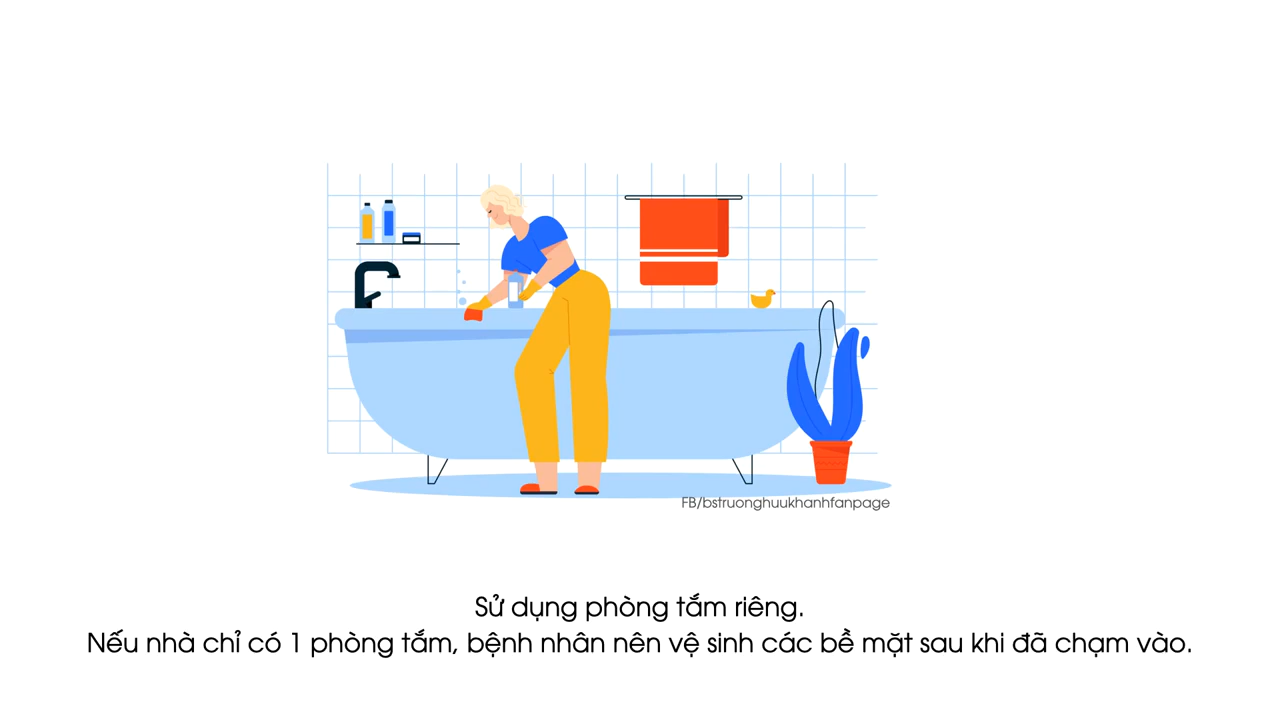 FB/bstruonghuukhanhfanpage
Sử dụng phòng tắm riêng.
Nếu nhà chỉ có 1 phòng tắm, bệnh nhân nên vệ sinh các bề mặt sau khi đã chạm vào.